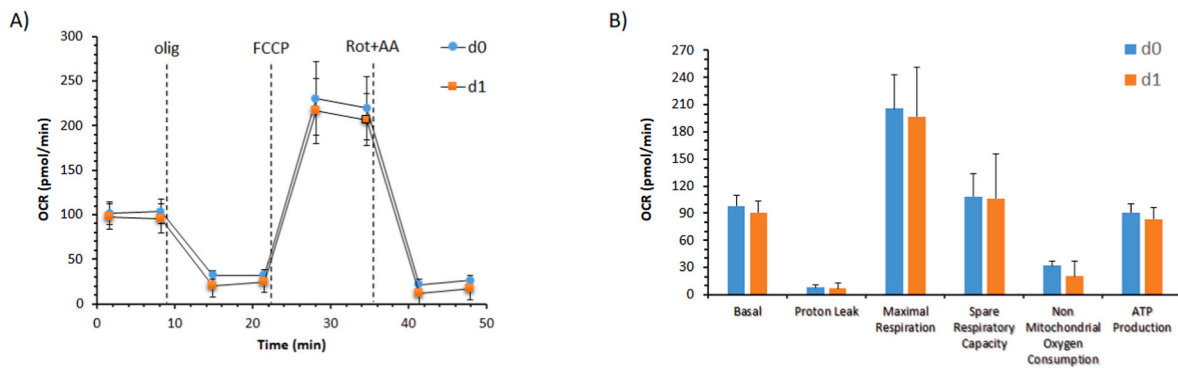 A)
300
250
200
150
100
50
0
OCR (pmol/min)
olig
FCCP
Rot+AA
d0
d1
0 10 20 30 40 50
Time (min)
B)
270
240
210
180
150
120
90
60
30
0
OCR (pmol/min)
d0
d1
Basal
Proton Leak
Maximal
Respiration
Spare
Respiratory
Capacity
Non
Mitochondrial
Oxygen
Consumption
ATP
Production